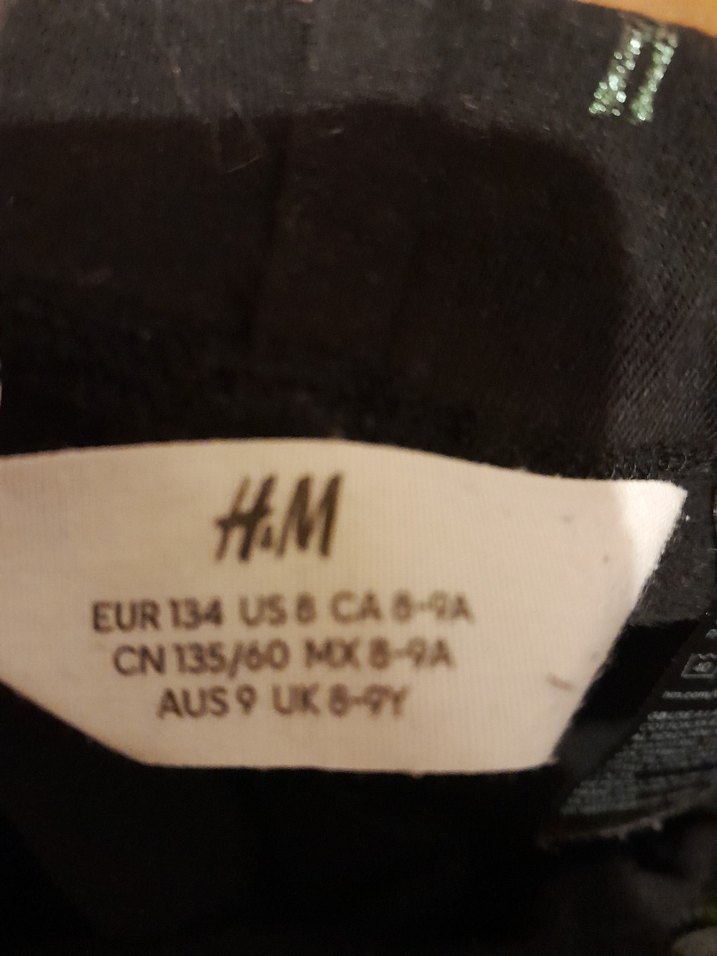 H&M
EUR 134 US 8 CA 8-9A
CN 135/60 MX 8-9A
AUS 9 UK 8-9Y